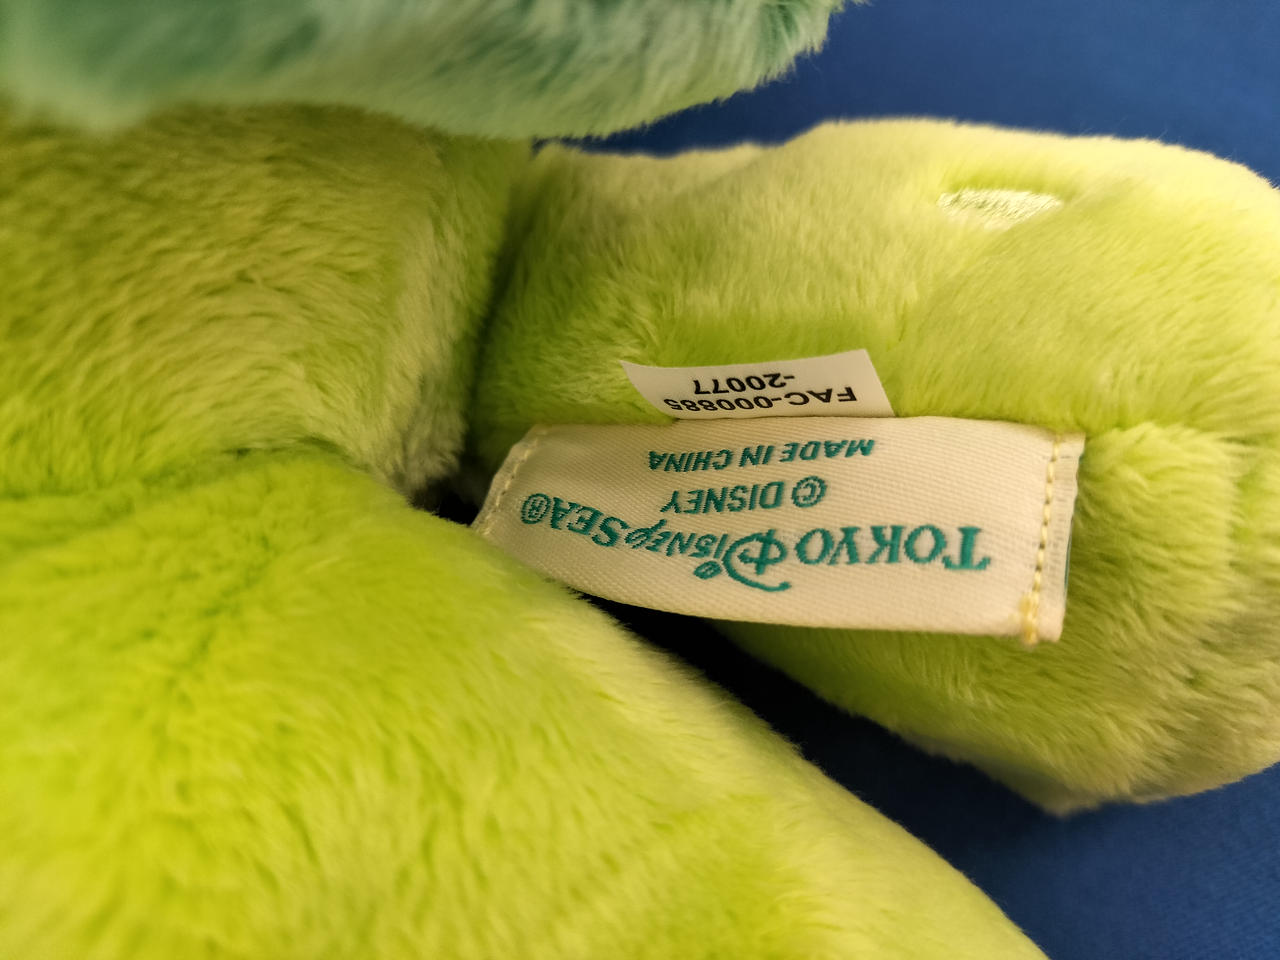 TOKYO DISNEYSEA®
© DISNEY
MADE IN CHINA
FAC-000885
-20077